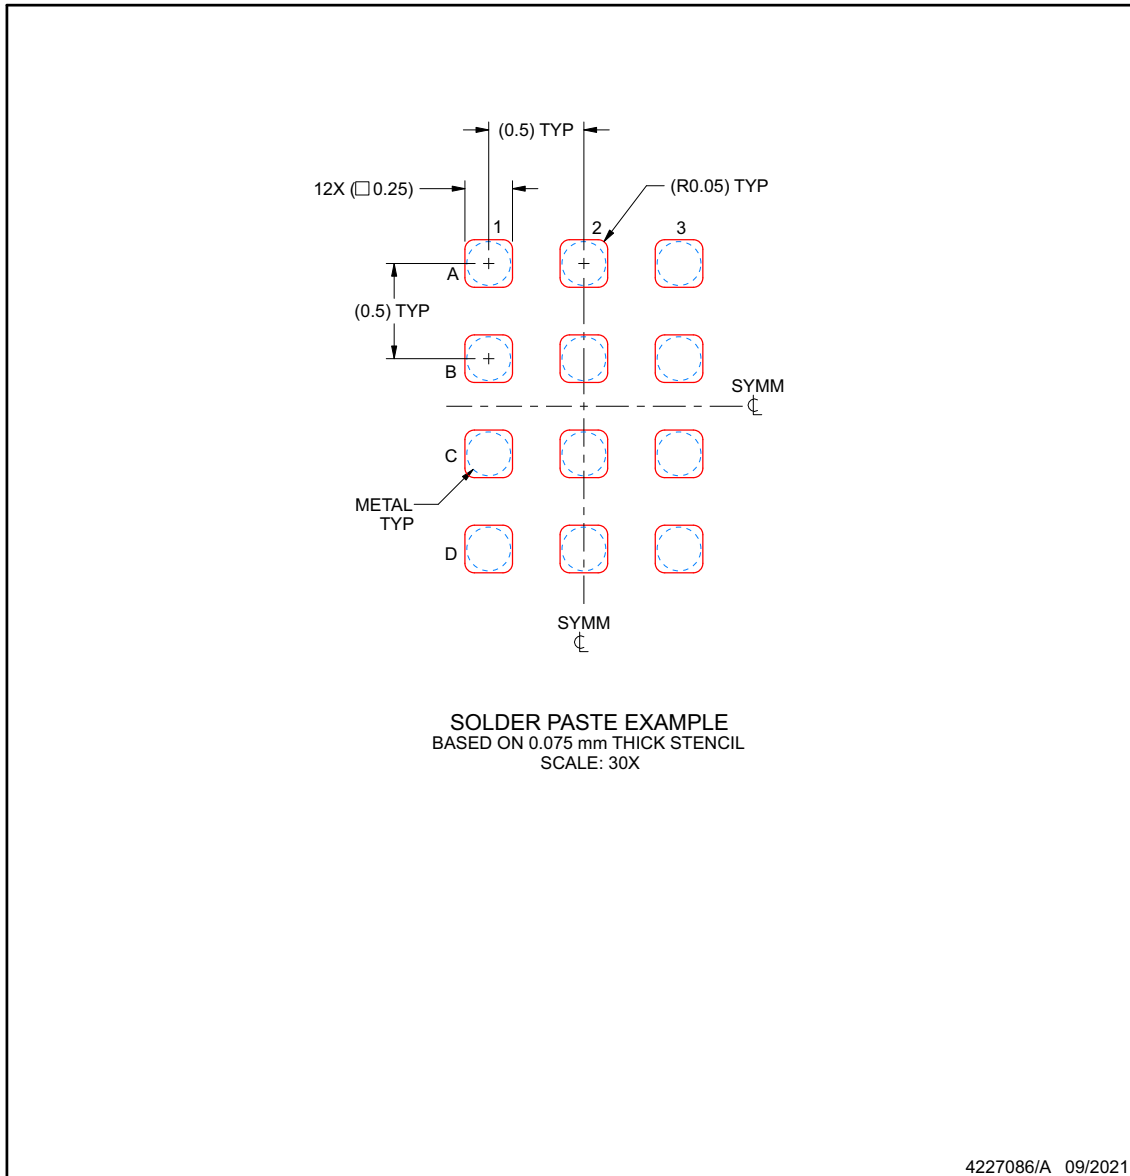 (0.5) TYP
12X (□ 0.25)
(R0.05) TYP
1
2
3
A
(0.5) TYP
B
SYMM
℄
C
METAL
TYP
D
SYMM
℄
SOLDER PASTE EXAMPLE
BASED ON 0.075 mm THICK STENCIL
SCALE: 30X
4227086/A 09/2021